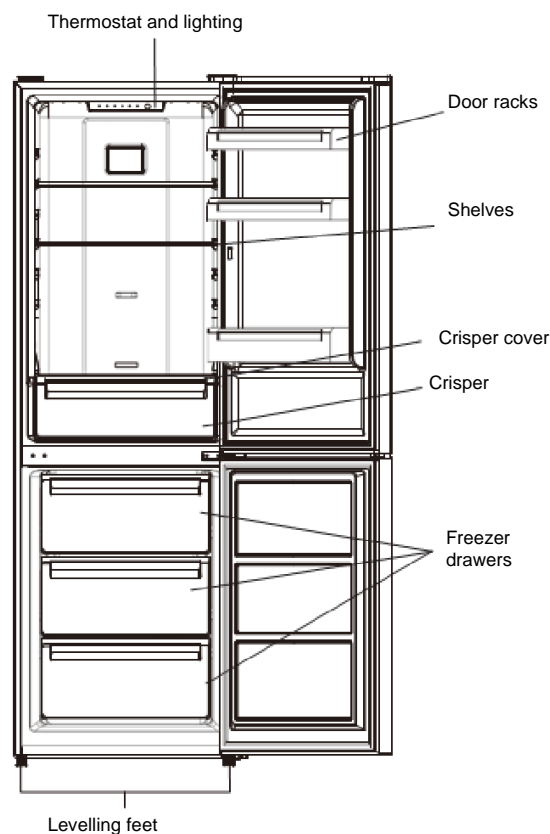 Thermostat and lighting
Door racks
Shelves
Crisper cover
Crisper
Freezer
drawers
Levelling feet